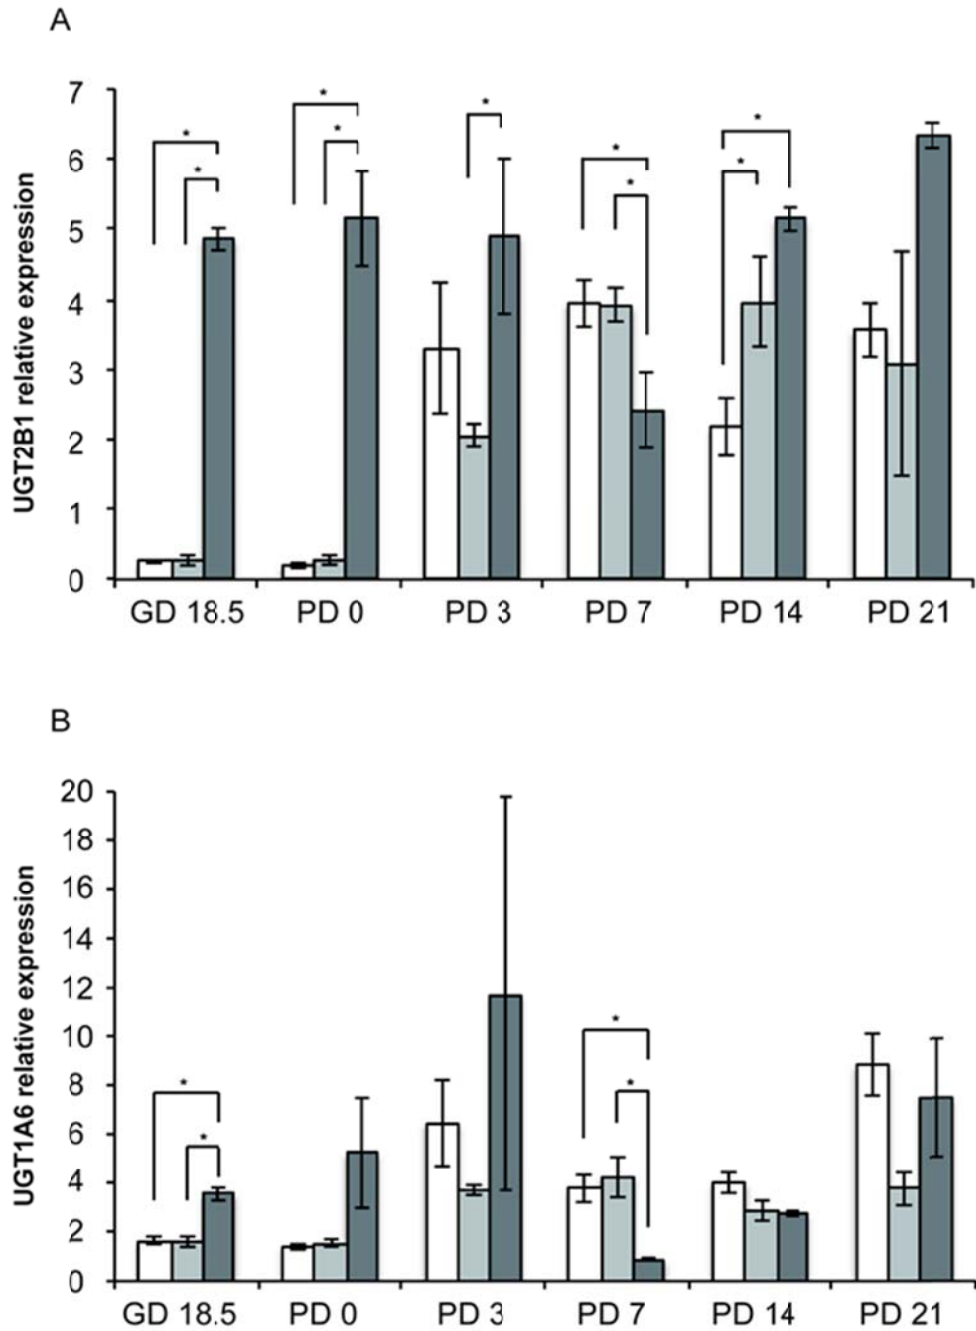 A
UGT2B1 relative expression
7
6
5
4
3
2
1
0
* * * * * * * * *
GD 18.5 PD 0 PD 3 PD 7 PD 14 PD 21
B
UGT1A6 relative expression
20
18
16
14
12
10
8
6
4
2
0
* * * *
GD 18.5 PD 0 PD 3 PD 7 PD 14 PD 21